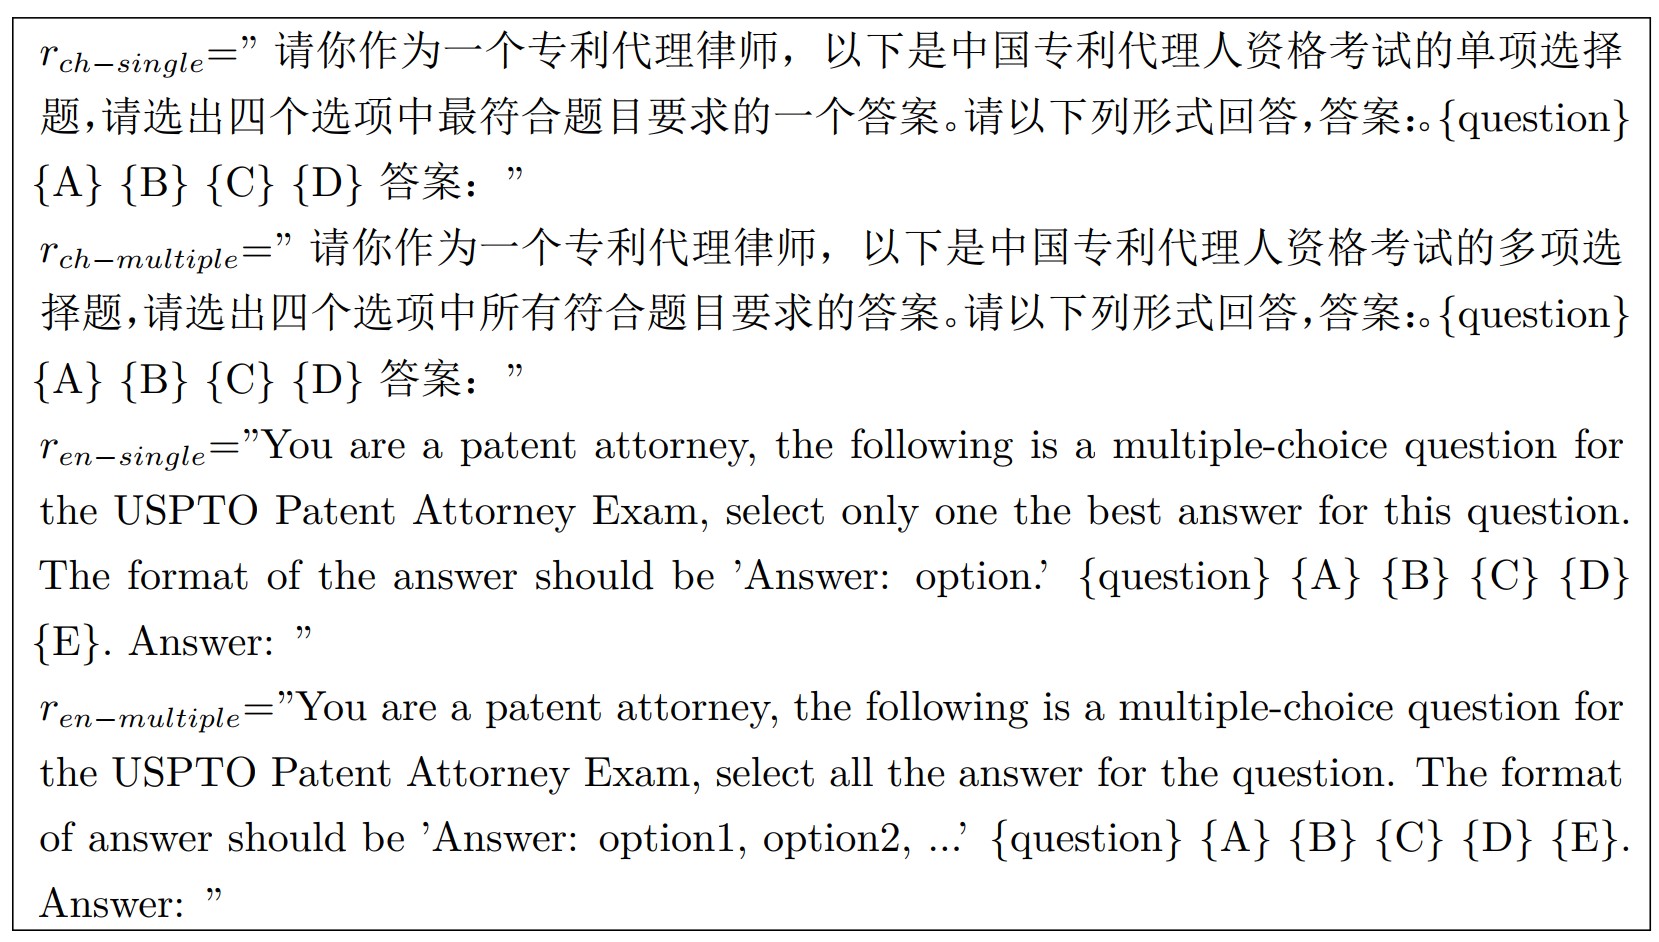 r_{ch-single}=” 请你作为一个专利代理律师，以下是中国专利代理人资格考试的单项选择
题，请选出四个选项中最符合题目要求的一个答案。请以下列形式回答，答案：。{question}
{A} {B} {C} {D} 答案：”
r_{ch-multiple}=” 请你作为一个专利代理律师，以下是中国专利代理人资格考试的多项选
择题，请选出四个选项中所有符合题目要求的答案。请以下列形式回答，答案：。{question}
{A} {B} {C} {D} 答案：”
r_{en-single}=”You are a patent attorney, the following is a multiple-choice question for
the USPTO Patent Attorney Exam, select only one the best answer for this question.
The format of the answer should be ’Answer: option.’ {question} {A} {B} {C} {D}
{E}. Answer: ”
r_{en-multiple}=”You are a patent attorney, the following is a multiple-choice question for
the USPTO Patent Attorney Exam, select all the answer for the question. The format
of answer should be ’Answer: option1, option2, ...’ {question} {A} {B} {C} {D} {E}.
Answer: ”